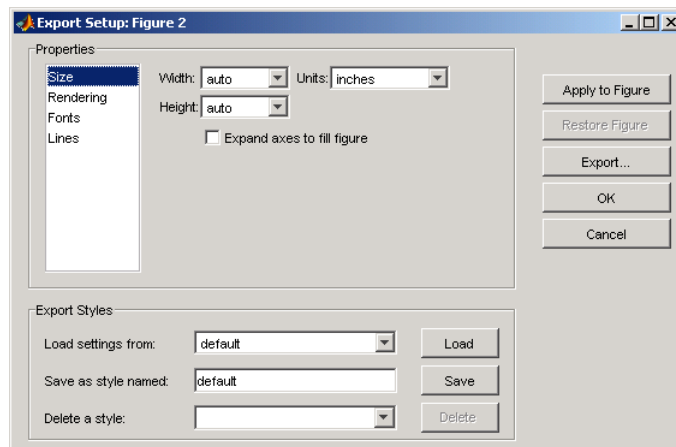 Export Setup: Figure 2
Properties
Size
Rendering
Fonts
Lines
Width: auto Units: inches
Height: auto
Expand axes to fill figure
Apply to Figure
Restore Figure
Export...
OK
Cancel
Export Styles
Load settings from: default Load
Save as style named: default Save
Delete a style: Delete